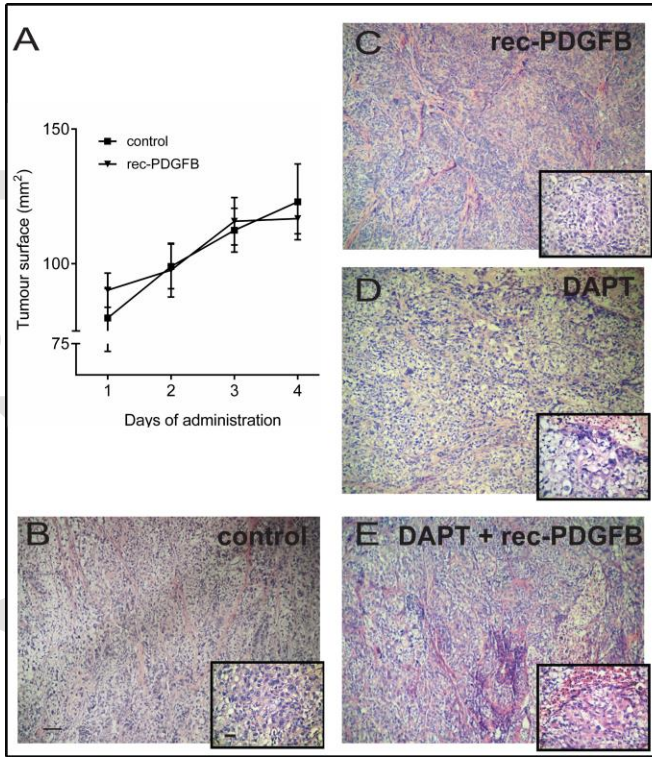 A
150
control
rec-PDGFB
Tumour surface (mm²)
100
75
1 2 3 4
Days of administration
B control
C rec-PDGFB
D DAPT
E DAPT + rec-PDGFB